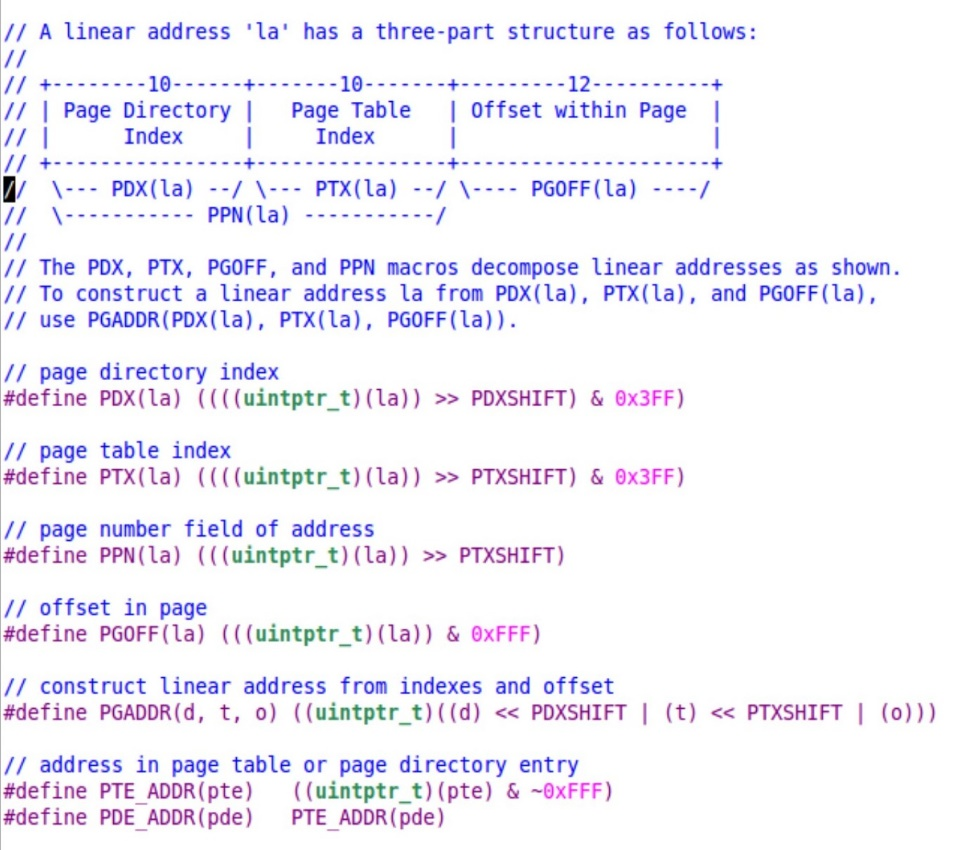 // A linear address 'la' has a three-part structure as follows:
//
// +--------10------+-------10-------+---------12----------+
// | Page Directory |   Page Table   | Offset within Page  |
// |      Index     |     Index      |                     |
// +----------------+----------------+---------------------+
//  \--- PDX(la) --/ \--- PTX(la) --/ \---- PGOFF(la) ----/
//  \----------- PPN(la) -----------/
//
// The PDX, PTX, PGOFF, and PPN macros decompose linear addresses as shown.
// To construct a linear address la from PDX(la), PTX(la), and PGOFF(la),
// use PGADDR(PDX(la), PTX(la), PGOFF(la)).

// page directory index
#define PDX(la) ((((uintptr_t)(la)) >> PDXSHIFT) & 0x3FF)

// page table index
#define PTX(la) ((((uintptr_t)(la)) >> PTXSHIFT) & 0x3FF)

// page number field of address
#define PPN(la) (((uintptr_t)(la)) >> PTXSHIFT)

// offset in page
#define PGOFF(la) (((uintptr_t)(la)) & 0xFFF)

// construct linear address from indexes and offset
#define PGADDR(d, t, o) ((uintptr_t)((d) << PDXSHIFT | (t) << PTXSHIFT | (o)))

// address in page table or page directory entry
#define PTE_ADDR(pte)   ((uintptr_t)(pte) & ~0xFFF)
#define PDE_ADDR(pde)   PTE_ADDR(pde)